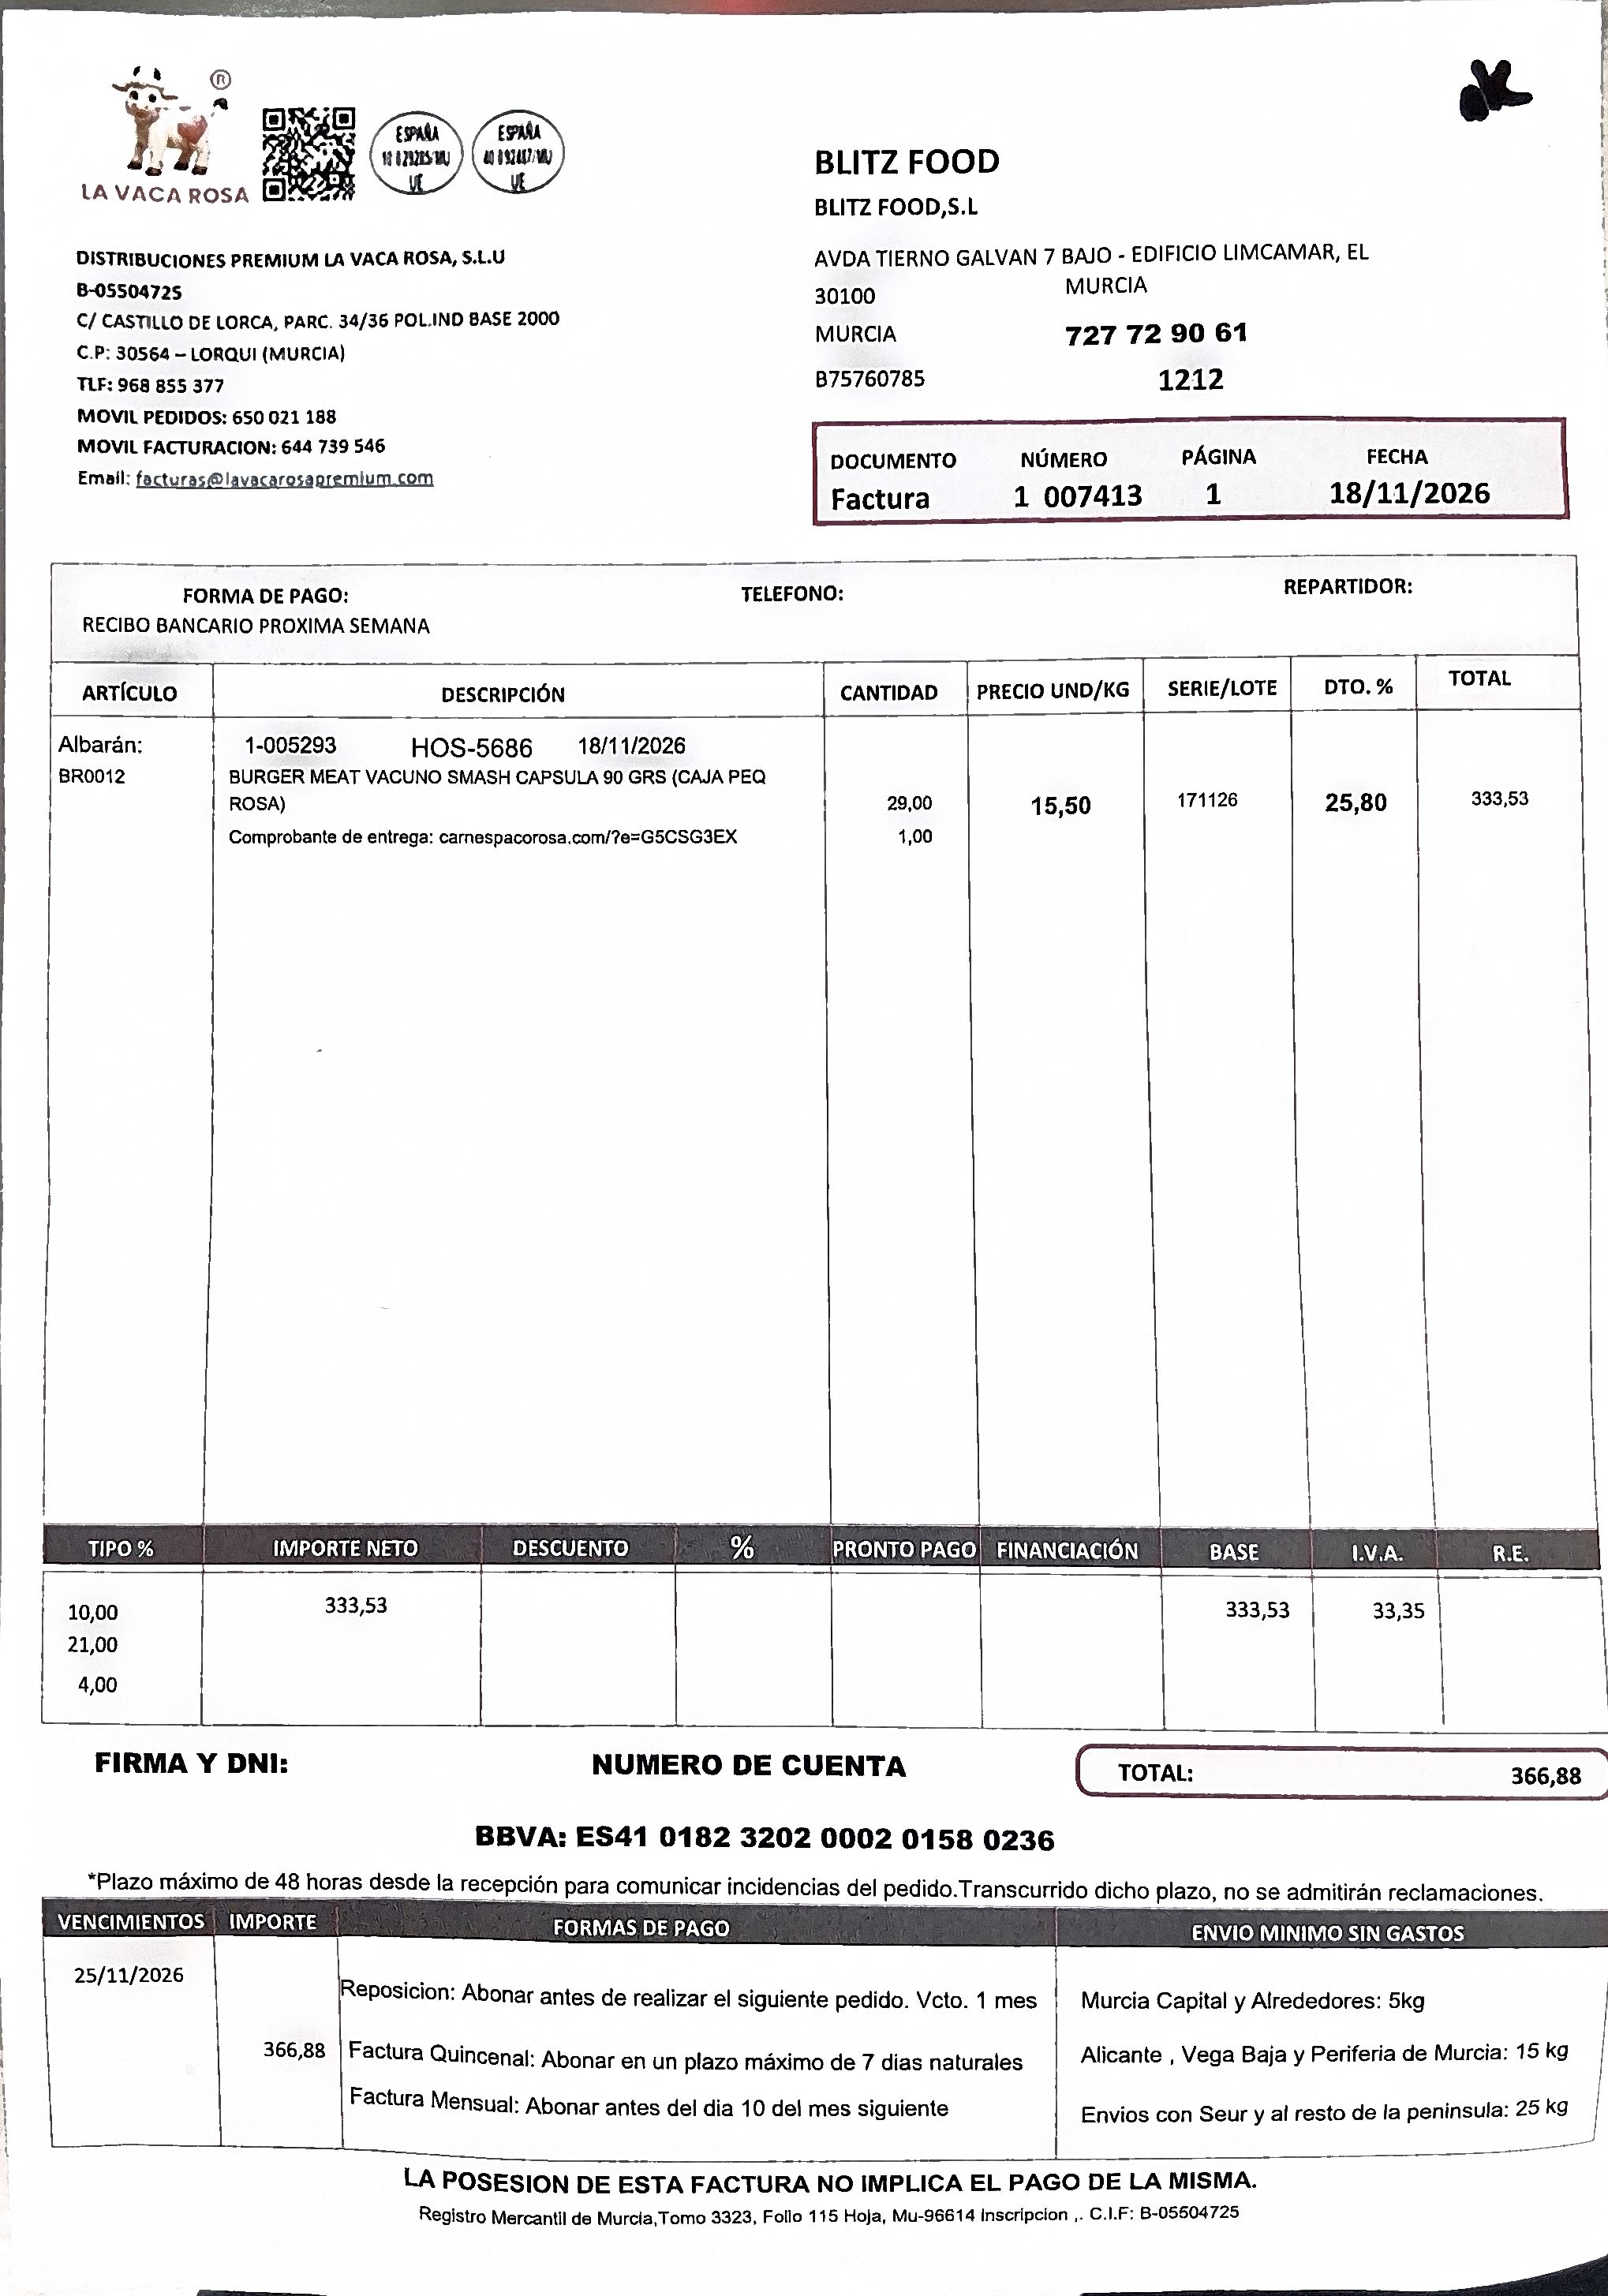 ®
LA VACA ROSA
ESPAÑA
UE
ESPAÑA
UE
DISTRIBUCIONES PREMIUM LA VACA ROSA, S.L.U
B-05504725
C/ CASTILLO DE LORCA, PARC. 34/36 POL.IND BASE 2000
C.P: 30564 – LORQUI (MURCIA)
TLF: 968 855 377
MOVIL PEDIDOS: 650 021 188
MOVIL FACTURACION: 644 739 546
Email: facturas@lavacarosapremium.com
BLITZ FOOD
BLITZ FOOD,S.L
AVDA TIERNO GALVAN 7 BAJO - EDIFICIO LIMCAMAR, EL
30100 MURCIA
MURCIA 727 72 90 61
B75760785 1212
DOCUMENTO NÚMERO PÁGINA FECHA
Factura 1 007413 1 18/11/2026
FORMA DE PAGO: TELEFONO: REPARTIDOR:
RECIBO BANCARIO PROXIMA SEMANA
ARTÍCULO DESCRIPCIÓN CANTIDAD PRECIO UND/KG SERIE/LOTE DTO. % TOTAL
Albarán: 1-005293 HOS-5686 18/11/2026
BR0012 BURGER MEAT VACUNO SMASH CAPSULA 90 GRS (CAJA PEQ
ROSA) 29,00 15,50 171126 25,80 333,53
Comprobante de entrega: carnespacorosa.com/?e=G5CSG3EX 1,00
TIPO % IMPORTE NETO DESCUENTO % PRONTO PAGO FINANCIACIÓN BASE I.V.A. R.E.
10,00 333,53 333,53 33,35
21,00
4,00
FIRMA Y DNI: NUMERO DE CUENTA TOTAL: 366,88
BBVA: ES41 0182 3202 0002 0158 0236
*Plazo máximo de 48 horas desde la recepción para comunicar incidencias del pedido.Transcurrido dicho plazo, no se admitirán reclamaciones.
VENCIMIENTOS IMPORTE FORMAS DE PAGO ENVIO MINIMO SIN GASTOS
25/11/2026 Reposicion: Abonar antes de realizar el siguiente pedido. Vcto. 1 mes Murcia Capital y Alrededores: 5kg
366,88 Factura Quincenal: Abonar en un plazo máximo de 7 dias naturales Alicante , Vega Baja y Periferia de Murcia: 15 kg
Factura Mensual: Abonar antes del dia 10 del mes siguiente Envios con Seur y al resto de la peninsula: 25 kg
LA POSESION DE ESTA FACTURA NO IMPLICA EL PAGO DE LA MISMA.
Registro Mercantil de Murcia,Tomo 3323, Folio 115 Hoja, Mu-96614 Inscripcion ,. C.I.F: B-05504725